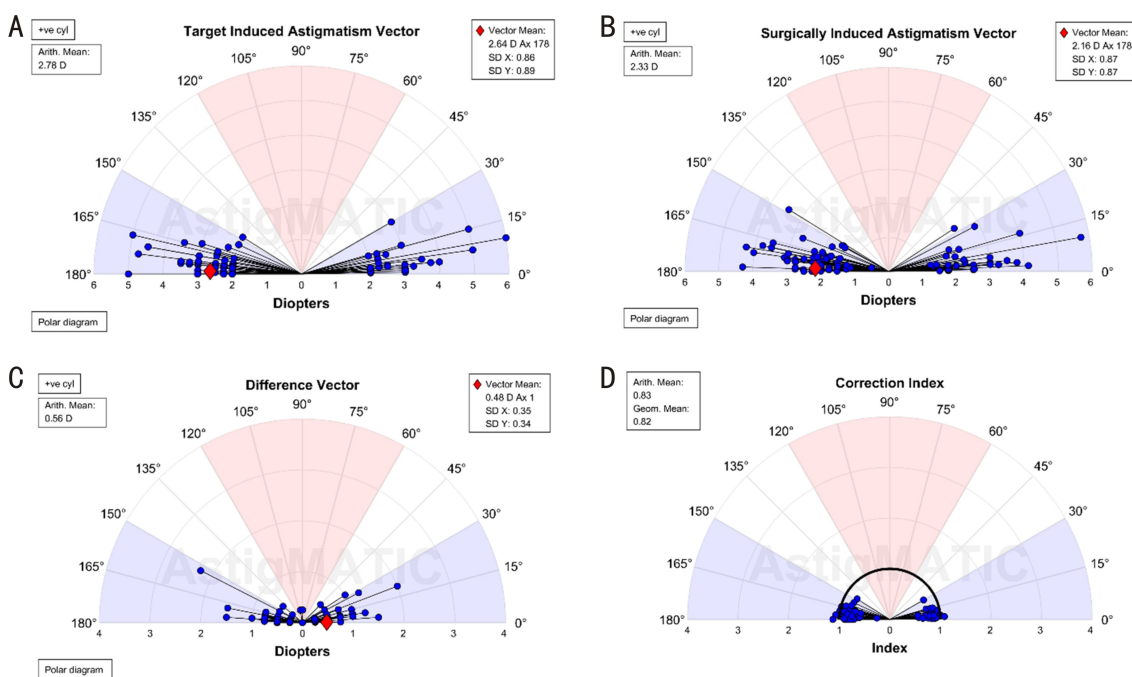 A
+ve cyl
Target Induced Astigmatism Vector
Arith. Mean:
2.78 D
Vector Mean:
2.64 D Ax 178
SD X: 0.86
SD Y: 0.89
90°
105°
75°
120°
60°
135°
45°
150°
30°
165°
15°
180°
0°
AstigMATIC
6 5 4 3 2 1 0 1 2 3 4 5 6
Diopters
Polar diagram
B
+ve cyl
Surgically Induced Astigmatism Vector
Arith. Mean:
2.33 D
Vector Mean:
2.16 D Ax 178
SD X: 0.87
SD Y: 0.87
90°
105°
75°
120°
60°
135°
45°
150°
30°
165°
15°
180°
0°
AstigMATIC
6 5 4 3 2 1 0 1 2 3 4 5 6
Diopters
Polar diagram
C
+ve cyl
Difference Vector
Arith. Mean:
0.56 D
Vector Mean:
0.48 D Ax 1
SD X: 0.35
SD Y: 0.34
90°
105°
75°
120°
60°
135°
45°
150°
30°
165°
15°
180°
0°
AstigMATIC
4 3 2 1 0 1 2 3 4
Diopters
Polar diagram
D
Correction Index
Arith. Mean:
0.83
Geom. Mean:
0.82
90°
105°
75°
120°
60°
135°
45°
150°
30°
165°
15°
180°
0°
AstigMATIC
4 3 2 1 0 1 2 3 4
Index